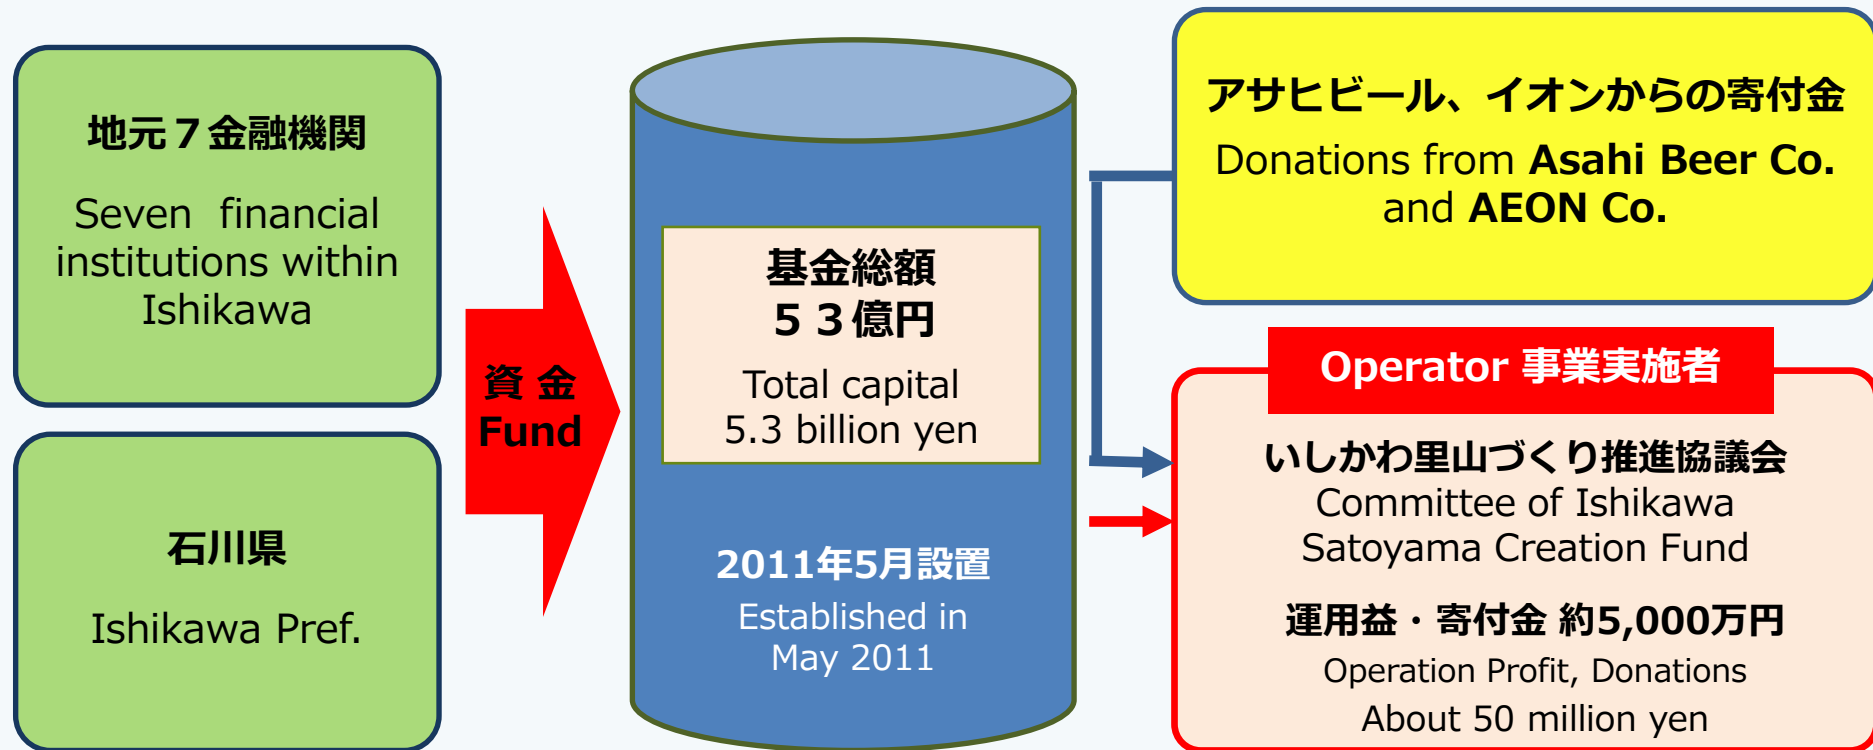 地元７金融機関
Seven financial
institutions within
Ishikawa
石川県
Ishikawa Pref.
資 金
Fund
基金総額
５３億円
Total capital
5.3 billion yen
2011年5月設置
Established in
May 2011
アサヒビール、イオンからの寄付金
Donations from Asahi Beer Co.
and AEON Co.
Operator 事業実施者
いしかわ里山づくり推進協議会
Committee of Ishikawa
Satoyama Creation Fund
運用益・寄付金 約5,000万円
Operation Profit, Donations
About 50 million yen